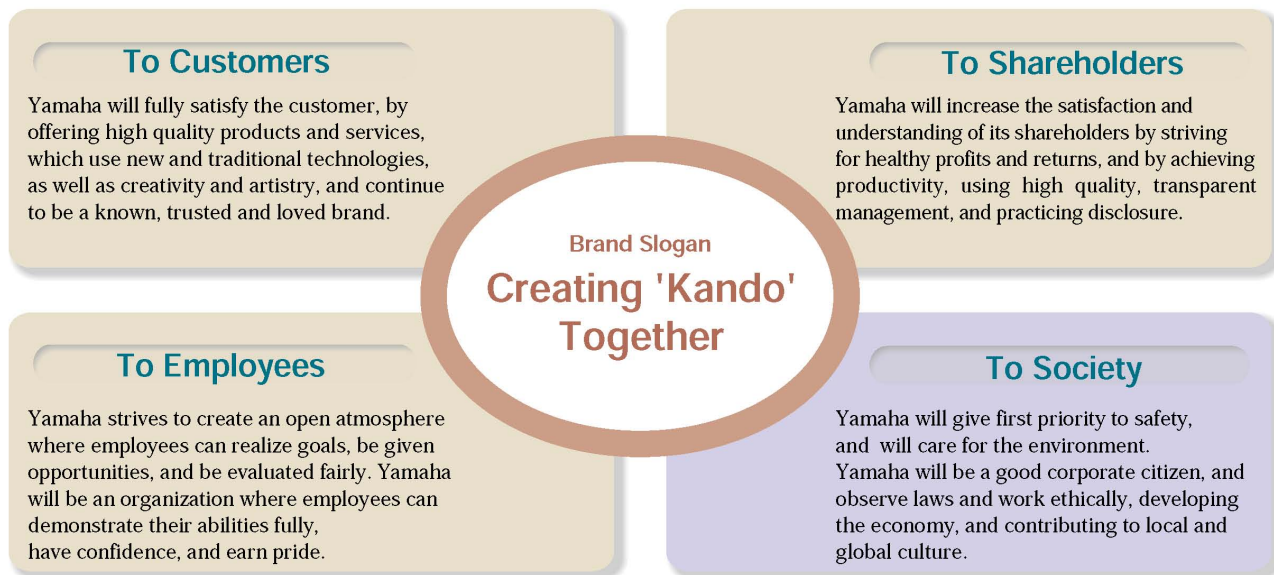 To Customers
Yamaha will fully satisfy the customer, by
offering high quality products and services,
which use new and traditional technologies,
as well as creativity and artistry, and continue
to be a known, trusted and loved brand.
To Shareholders
Yamaha will increase the satisfaction and
understanding of its shareholders by striving
for healthy profits and returns, and by achieving
productivity, using high quality, transparent
management, and practicing disclosure.
Brand Slogan
Creating 'Kando'
Together
To Employees
Yamaha strives to create an open atmosphere
where employees can realize goals, be given
opportunities, and be evaluated fairly. Yamaha
will be an organization where employees can
demonstrate their abilities fully,
have confidence, and earn pride.
To Society
Yamaha will give first priority to safety,
and will care for the environment.
Yamaha will be a good corporate citizen, and
observe laws and work ethically, developing
the economy, and contributing to local and
global culture.